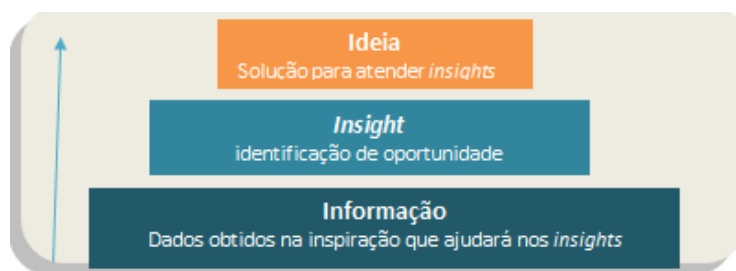 Ideia
Solução para atender insights
Insight
identificação de oportunidade
Informação
Dados obtidos na inspiração que ajudará nos insights